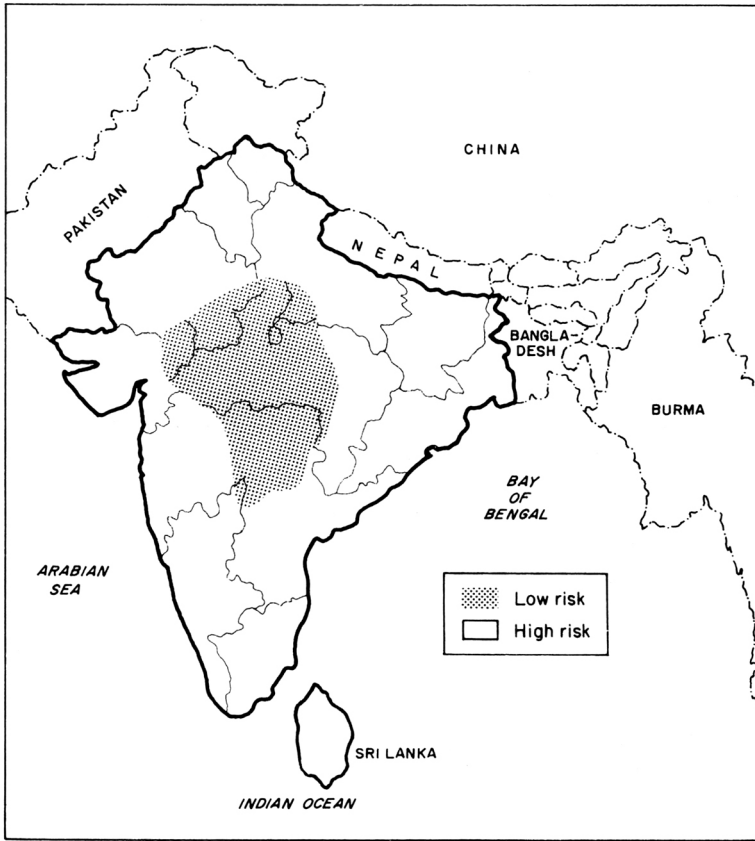 CHINA
PAKISTAN
NEPAL
BANGLA-
DESH
BURMA
BAY
OF
BENGAL
ARABIAN
SEA
Low risk
High risk
SRI LANKA
INDIAN OCEAN